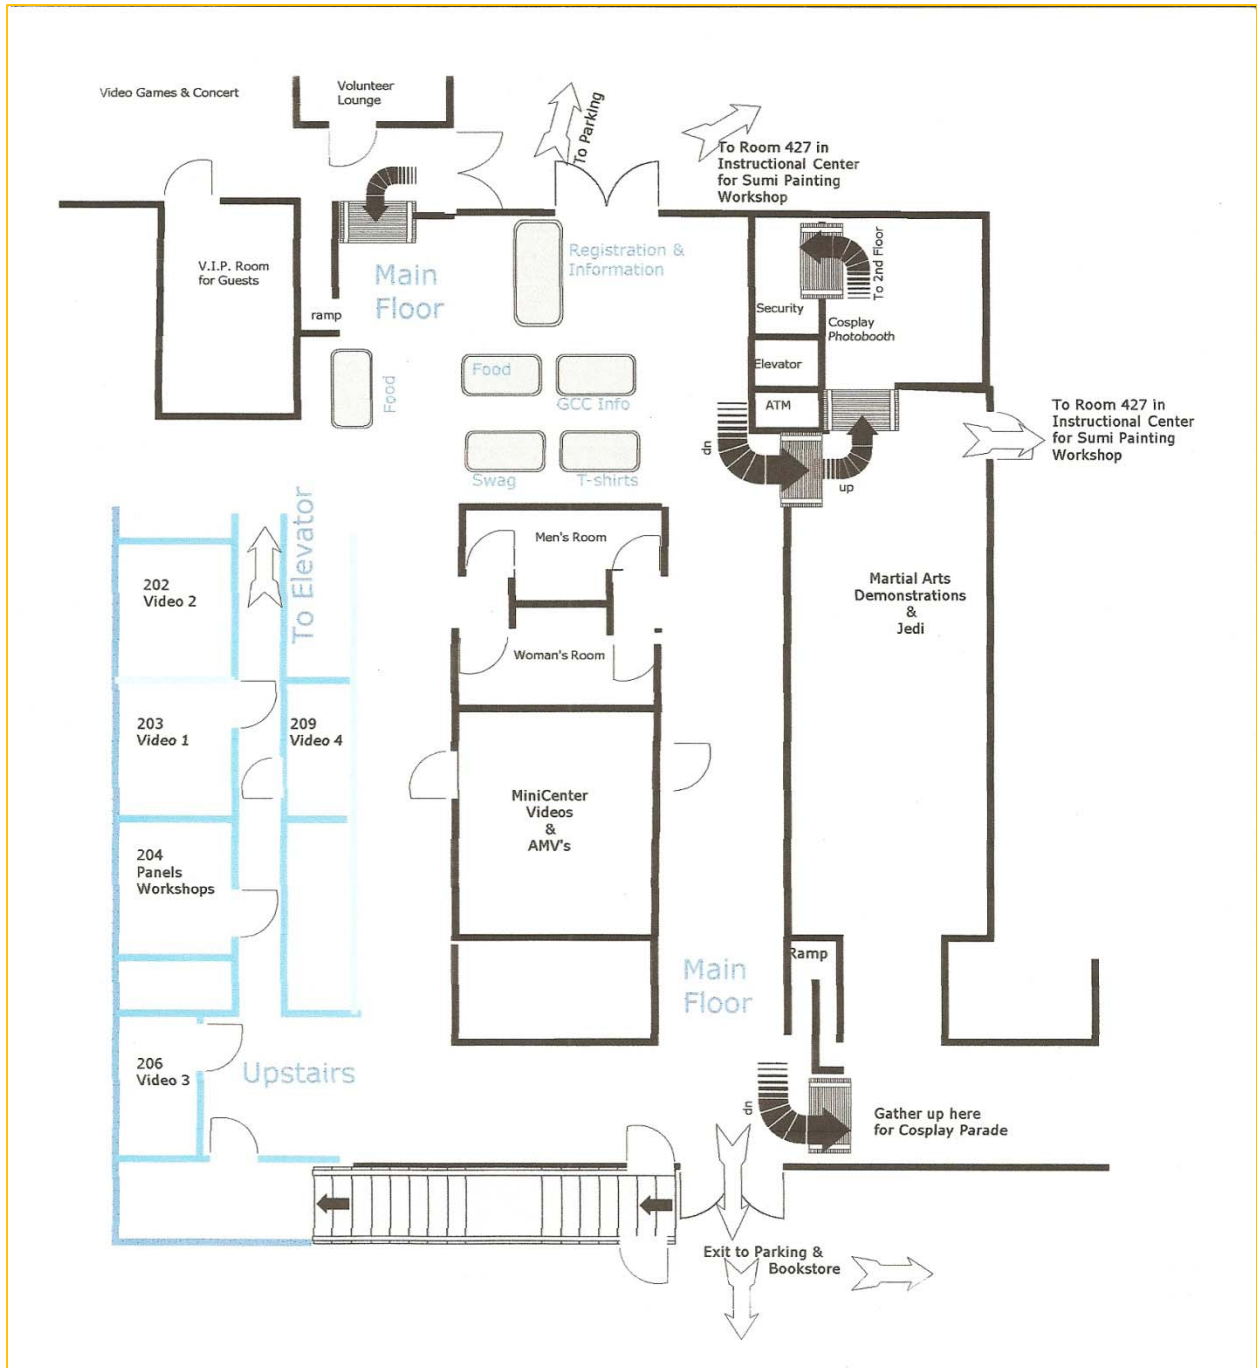 Video Games & Concert
Volunteer
Lounge
To Parking
To Room 427 in
Instructional Center
for Sumi Painting
Workshop
V.I.P. Room
for Guests
Main
Floor
Registration &
Information
To 2nd Floor
Security
Cosplay
Photobooth
ramp
Elevator
Food
Food
GCC Info
ATM
To Room 427 in
Instructional Center
for Sumi Painting
Workshop
dn
up
Swag
T-shirts
To Elevator
Men's Room
202
Video 2
Martial Arts
Demonstrations
&
Jedi
Woman's Room
203
Video 1
209
Video 4
MiniCenter
Videos
&
AMV's
204
Panels
Workshops
Ramp
Main
Floor
206
Video 3
Upstairs
dn
Gather up here
for Cosplay Parade
Exit to Parking &
Bookstore